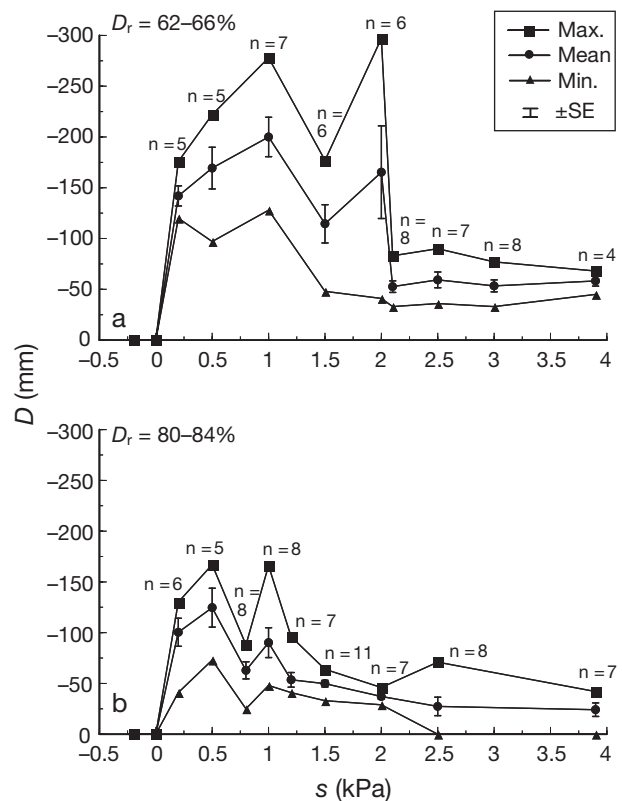 Dr = 62–66%
Max.
Mean
Min.
±SE
–300
–250
–200
–150
–100
–50
0
n =5
n =5
n =7
n =
6
n = 6
n =
8
n =7
n =8
n =4
a
–0.5 0 0.5 1 1.5 2 2.5 3 3.5 4
D (mm)
Dr = 80–84%
–300
–250
–200
–150
–100
–50
0
n =6
n =5
n =
8
n =8
n =7
n =11
n =7
n =8
n =7
b
–0.5 0 0.5 1 1.5 2 2.5 3 3.5 4
s (kPa)